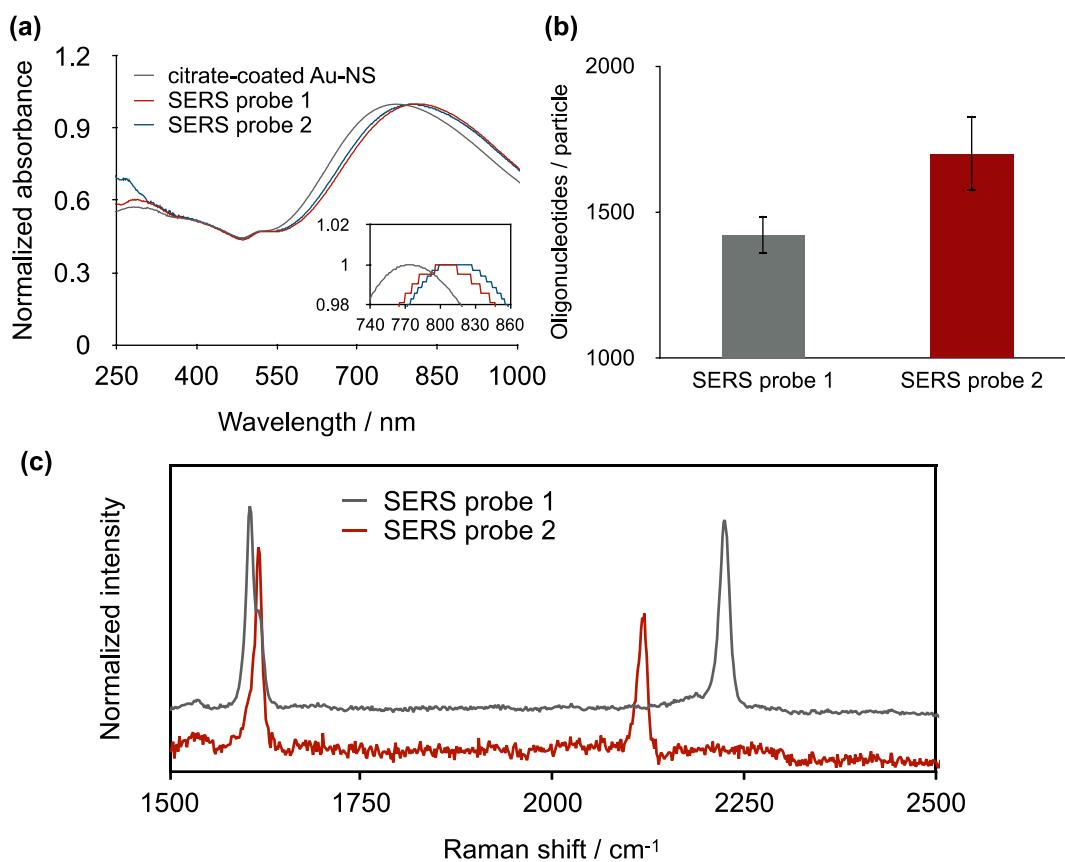 (a)
Normalized absorbance
1.2
0.9
0.6
0.3
0
citrate-coated Au-NS
SERS probe 1
SERS probe 2
1.02
1
0.98
740 770 800 830 860
250 400 550 700 850 1000
Wavelength / nm
(b)
Oligonucleotides / particle
2000
1500
1000
SERS probe 1 SERS probe 2
(c)
Normalized intensity
SERS probe 1
SERS probe 2
1500 1750 2000 2250 2500
Raman shift / cm⁻¹